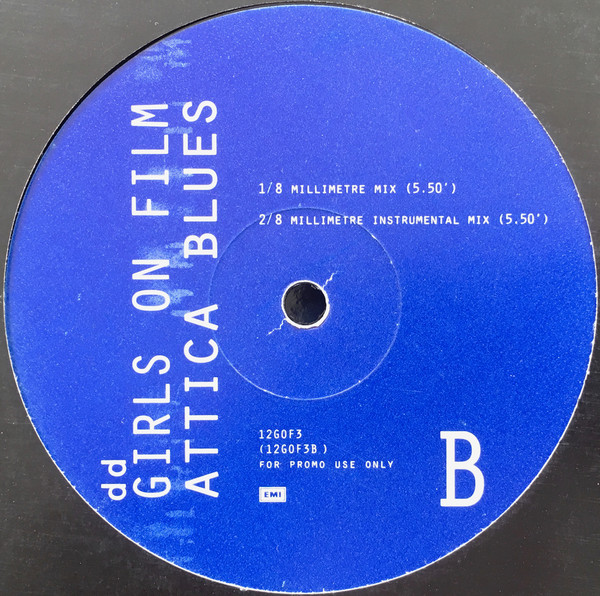 dd
GIRLS ON FILM
ATTICA BLUES
1/8 MILLIMETRE MIX (5.50')
2/8 MILLIMETRE INSTRUMENTAL MIX (5.50')
12GOF3
(12GOF3B)
FOR PROMO USE ONLY
EMI
B